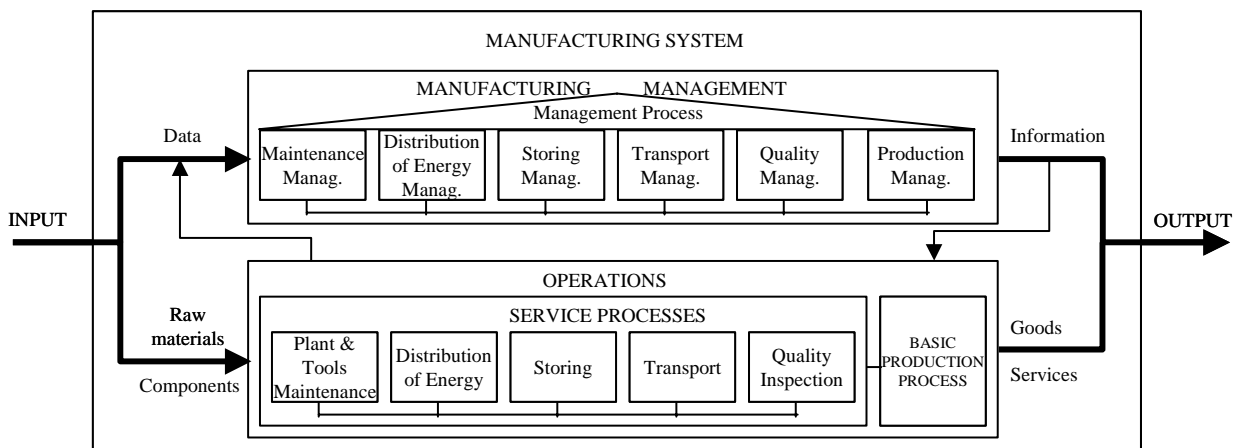 MANUFACTURING SYSTEM
MANUFACTURING MANAGEMENT
Management Process
Data
Maintenance
Manag.
Distribution
of Energy
Manag.
Storing
Manag.
Transport
Manag.
Quality
Manag.
Production
Manag.
Information
INPUT
OUTPUT
OPERATIONS
SERVICE PROCESSES
Raw
materials
Components
Plant &
Tools
Maintenance
Distribution
of Energy
Storing
Transport
Quality
Inspection
BASIC
PRODUCTION
PROCESS
Goods
Services